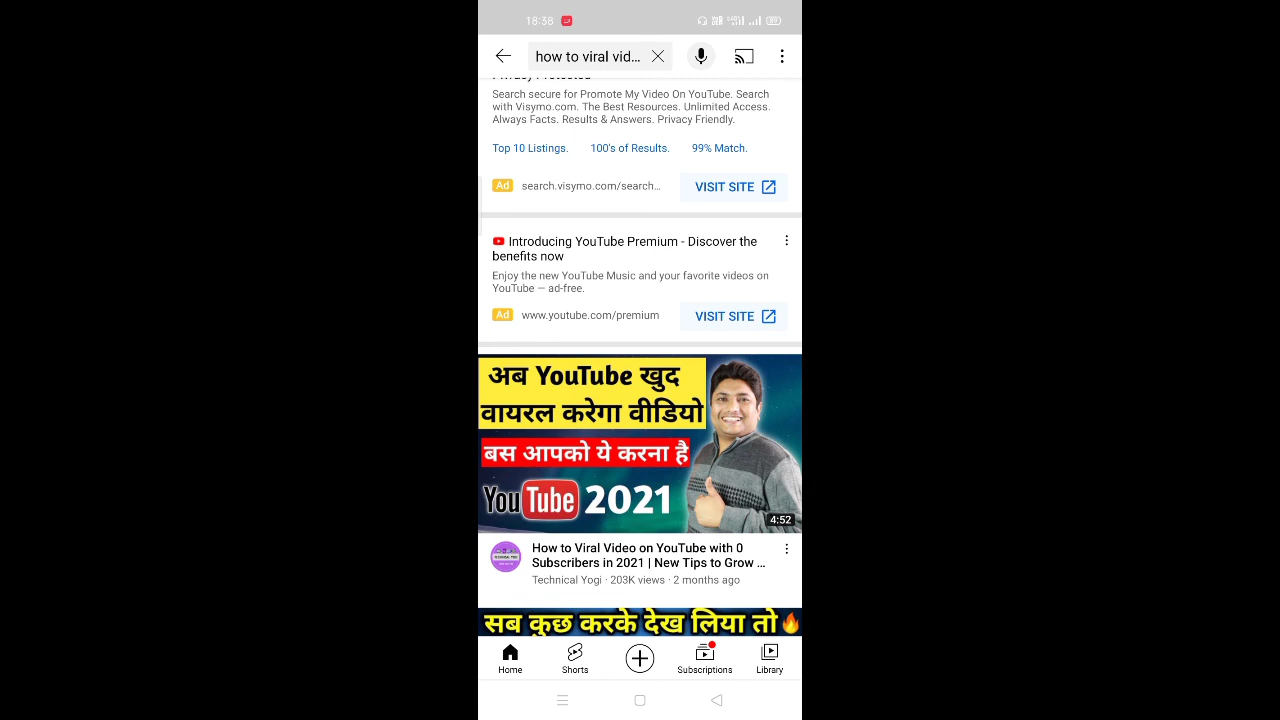 18:38
how to viral vid...
Privacy Protected
Search secure for Promote My Video On YouTube. Search
with Visymo.com. The Best Resources. Unlimited Access.
Always Facts. Results & Answers. Privacy Friendly.
Top 10 Listings. 100's of Results. 99% Match.
Ad search.visymo.com/search... VISIT SITE
Introducing YouTube Premium - Discover the
benefits now
Enjoy the new YouTube Music and your favorite videos on
YouTube — ad-free.
Ad www.youtube.com/premium VISIT SITE
अब YouTube खुद
वायरल करेगा वीडियो
बस आपको ये करना है
YouTube 2021
4:52
How to Viral Video on YouTube with 0
Subscribers in 2021 | New Tips to Grow ...
Technical Yogi · 203K views · 2 months ago
सब कुछ करके देख लिया तो
Home Shorts Subscriptions Library